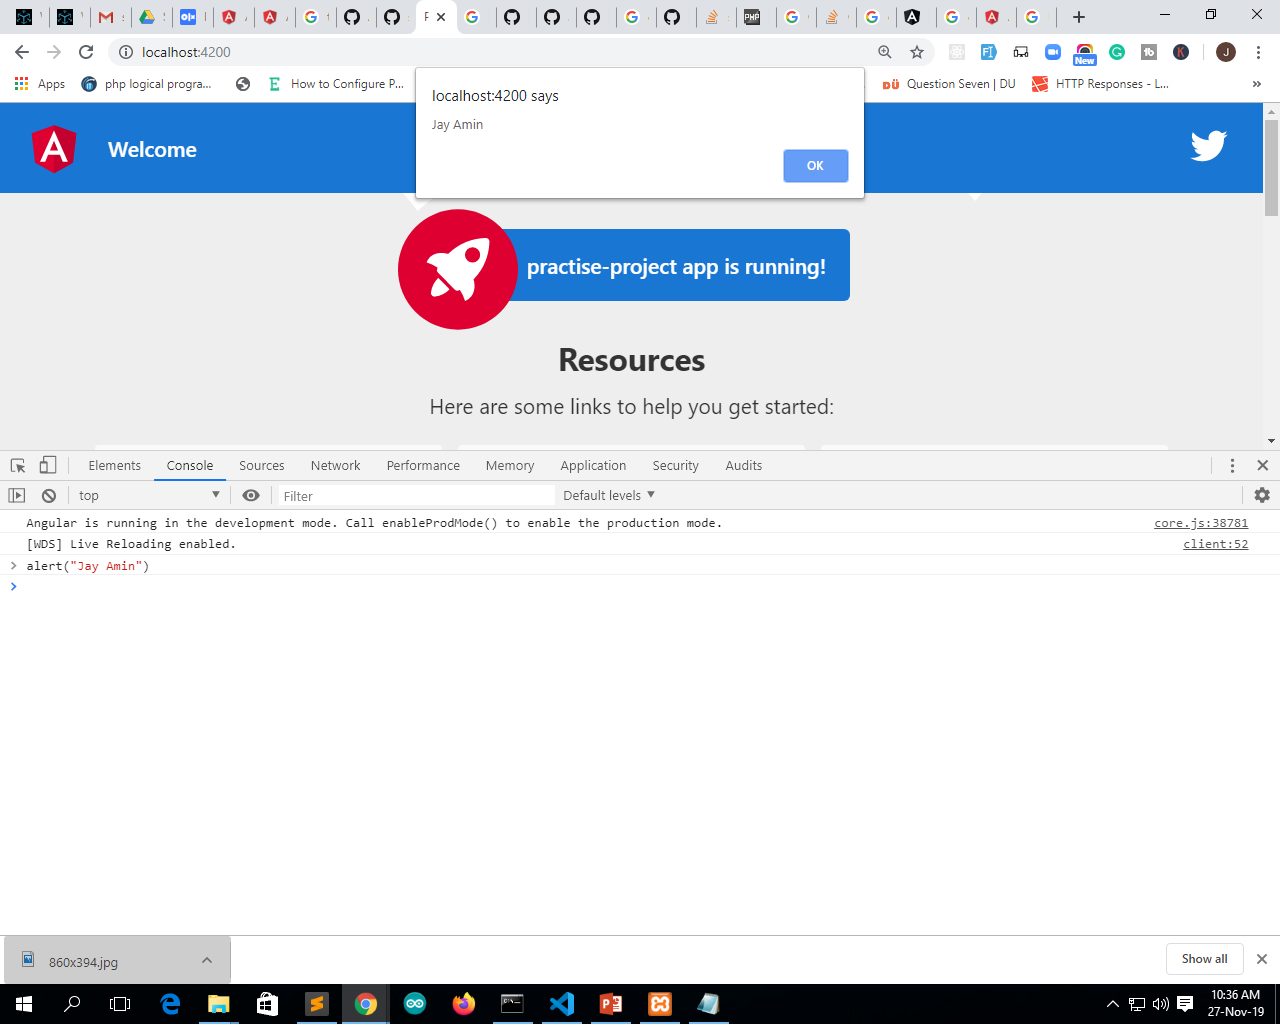 localhost:4200
New
J
Apps
php logical progra...
How to Configure P...
Question Seven | DU
HTTP Responses - L...
»
localhost:4200 says
Jay Amin
OK
Welcome
practise-project app is running!
Resources
Here are some links to help you get started:
Elements Console Sources Network Performance Memory Application Security Audits
top
Filter
Default levels
Angular is running in the development mode. Call enableProdMode() to enable the production mode. core.js:38781
[WDS] Live Reloading enabled. client:52
alert("Jay Amin")
860x394.jpg
Show all
10:36 AM
27-Nov-19